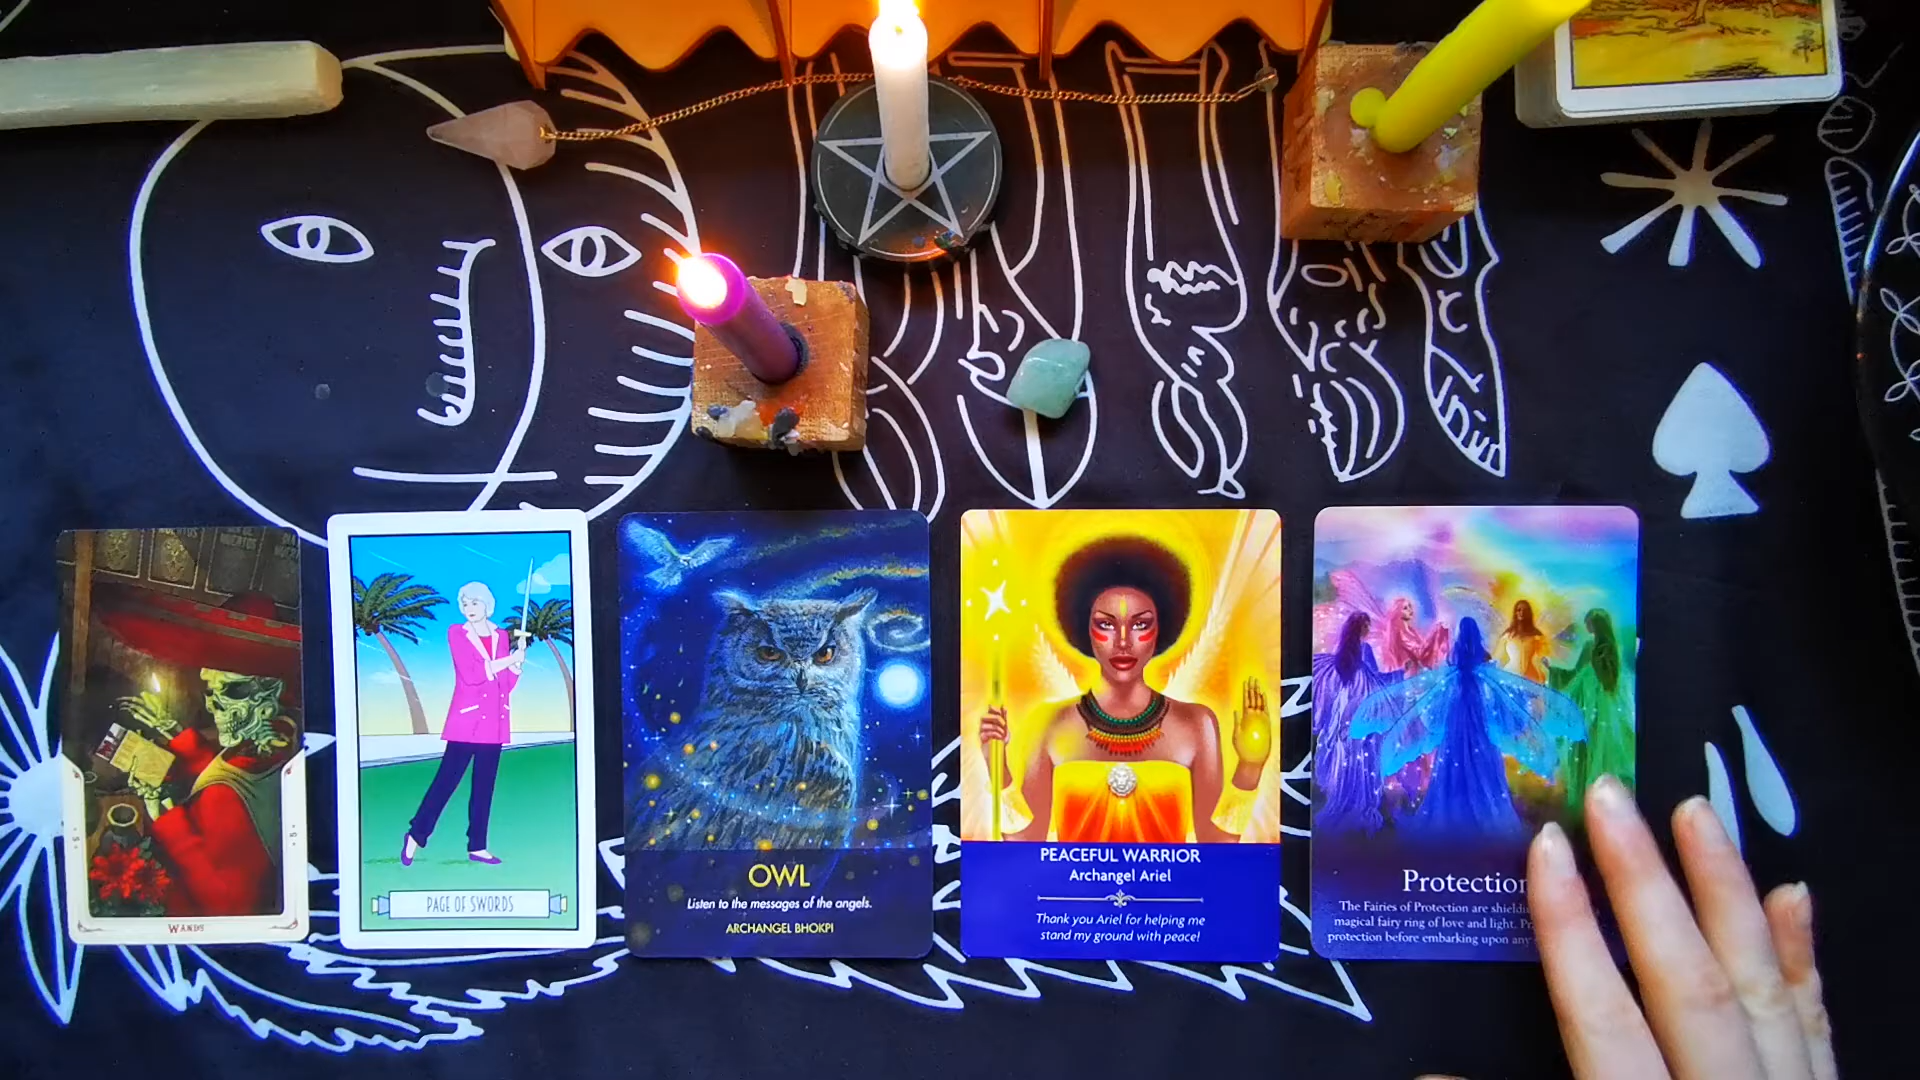 WANDS
PAGE OF SWORDS
OWL
Listen to the messages of the angels.
ARCHANGEL BHOKPI
PEACEFUL WARRIOR
Archangel Ariel
Thank you Ariel for helping me
stand my ground with peace!
Protection
The Fairies of Protection are
magical fairy ring of love and light.
protection before embarking upon any